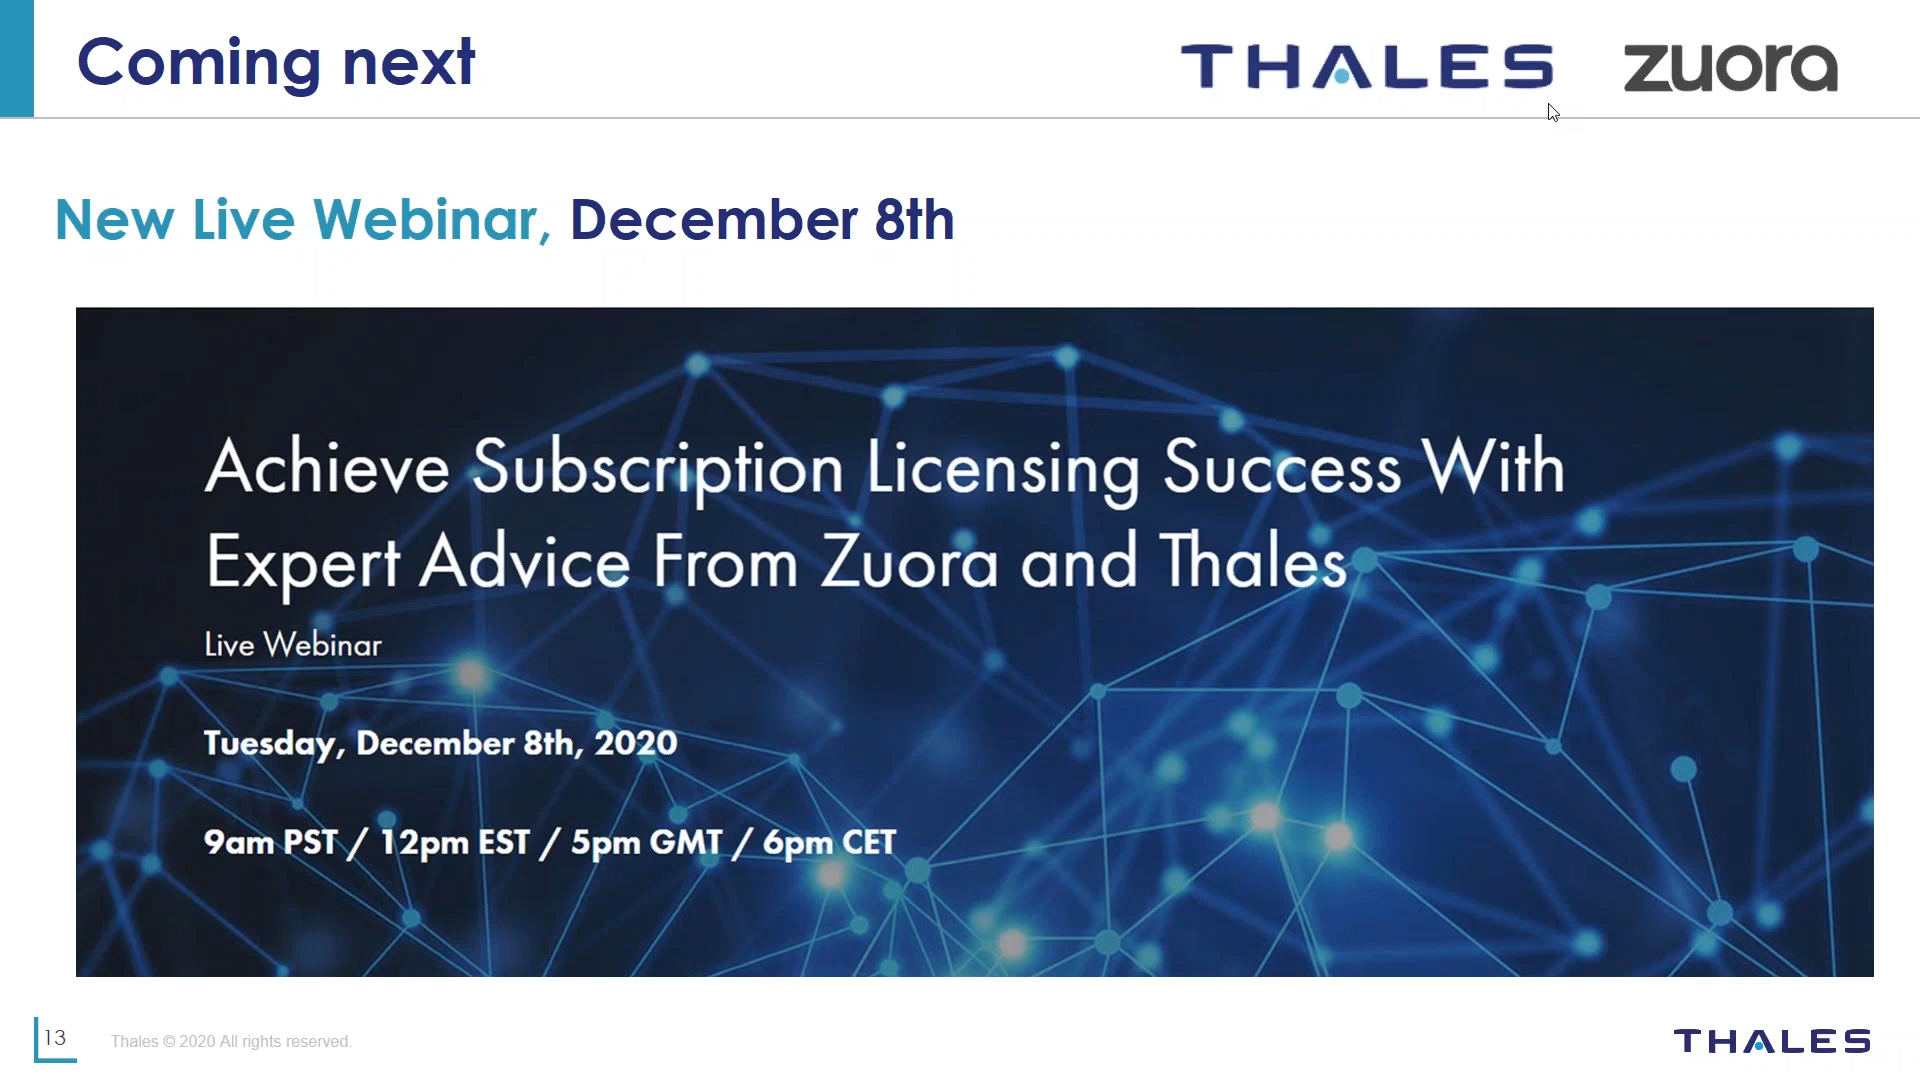 Coming next
THALES
zuora
New Live Webinar, December 8th
Achieve Subscription Licensing Success With
Expert Advice From Zuora and Thales
Live Webinar
Tuesday, December 8th, 2020
9am PST / 12pm EST / 5pm GMT / 6pm CET
13
Thales © 2020 All rights reserved.
THALES